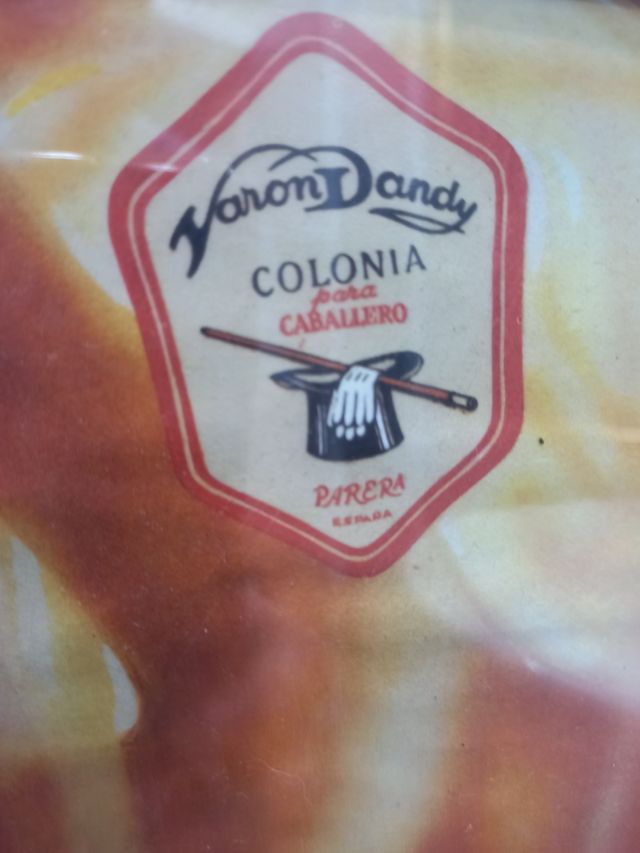 Varon Dandy
COLONIA
para
CABALLERO
PARERA
ESPAÑA